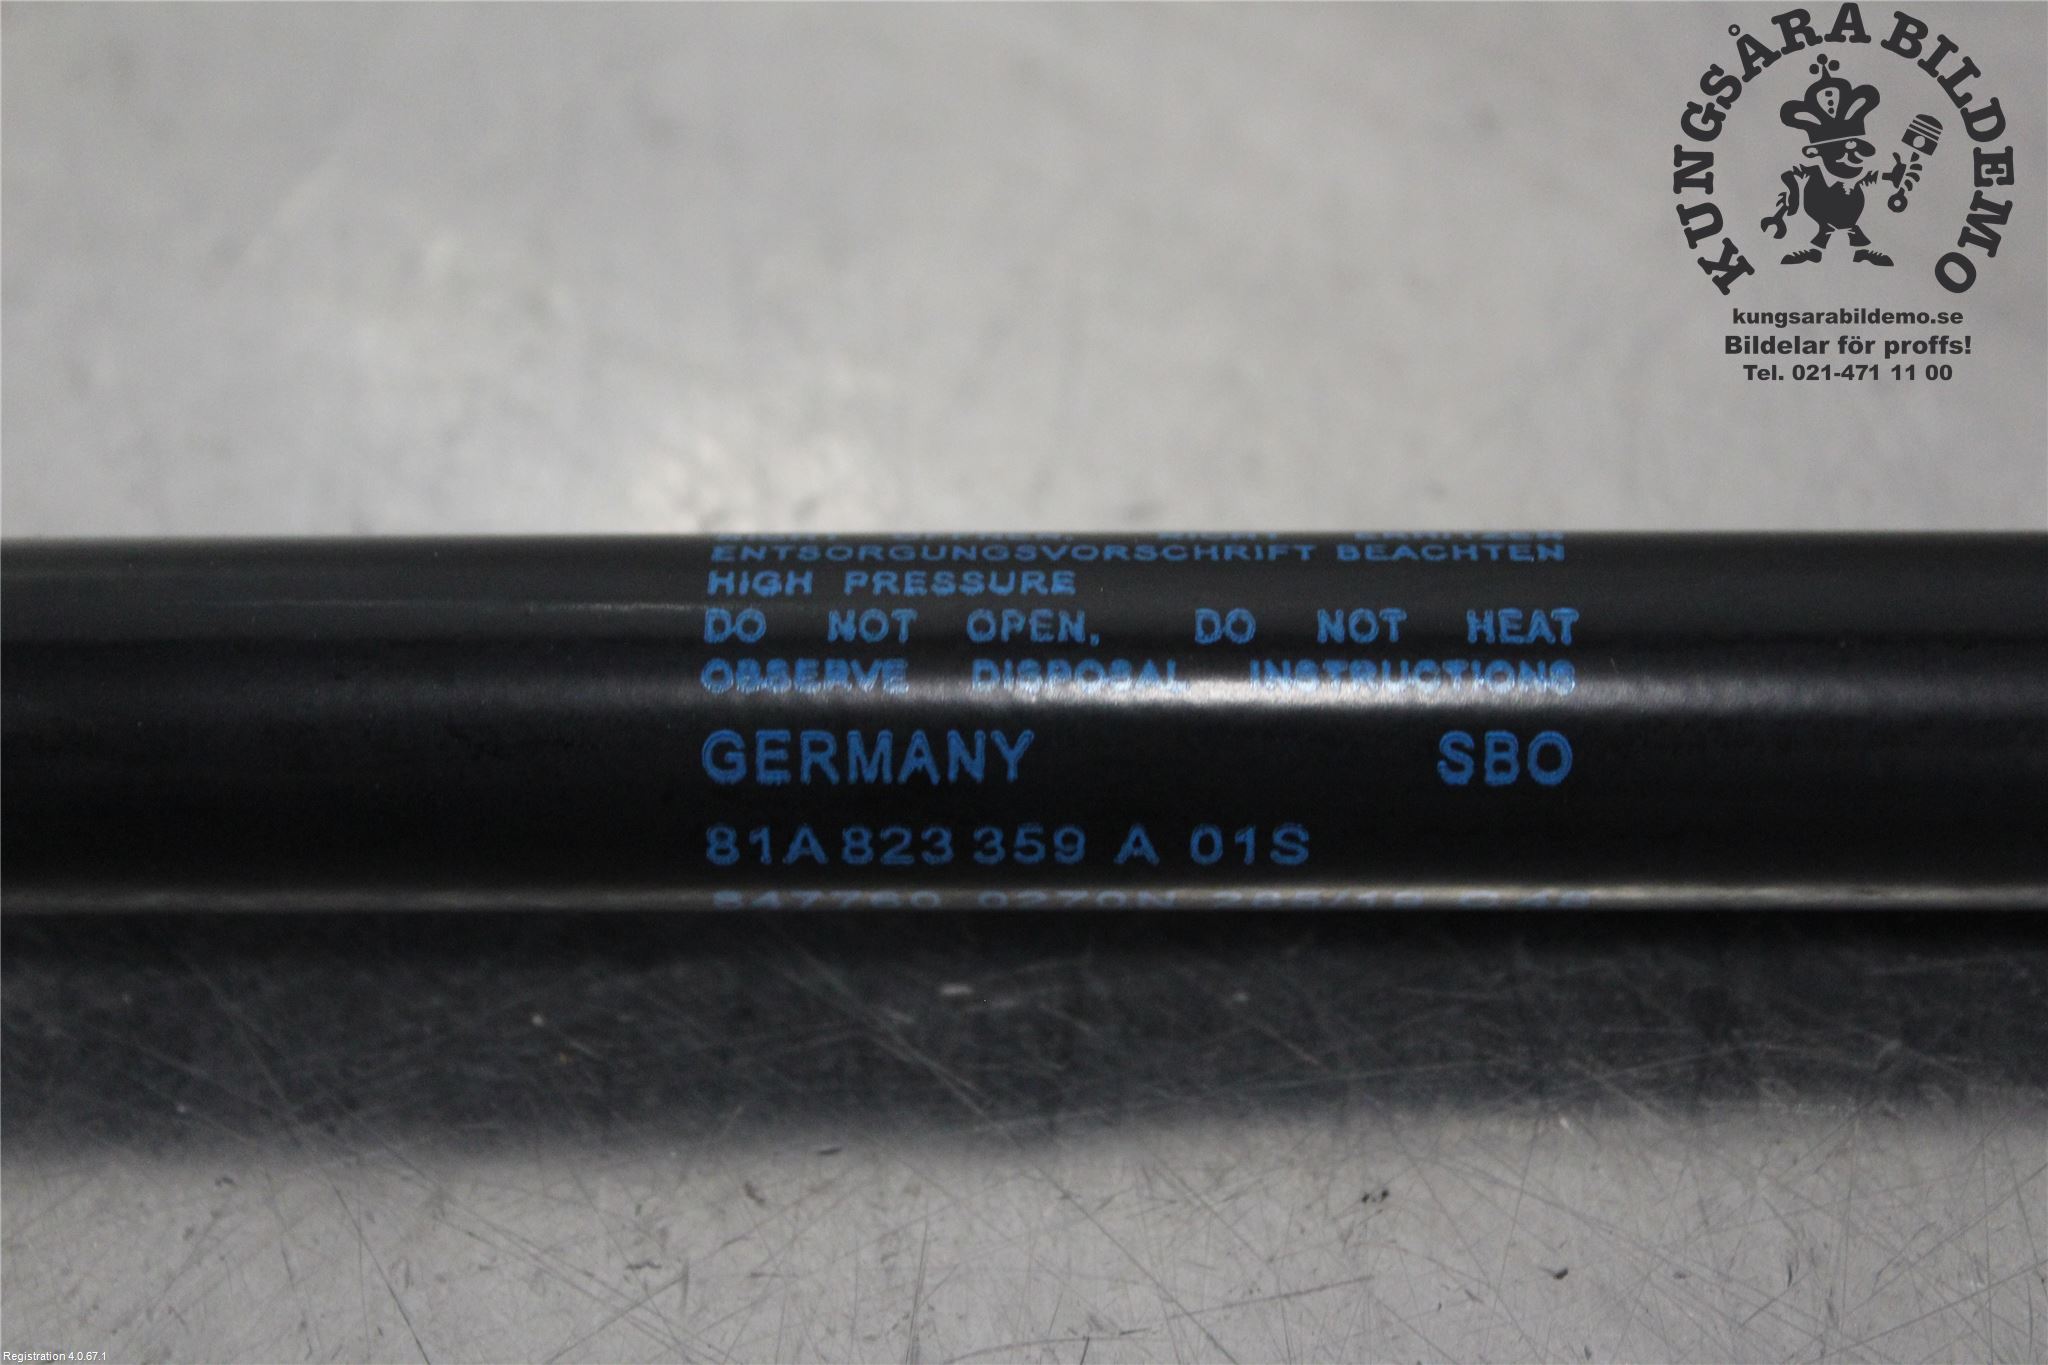 KUNGSÅRA BILDEMO
kungsarabildemo.se
Bildelar för proffs!
Tel. 021-471 11 00
ENTSORGUNGSVORSCHRIFT BEACHTEN
HIGH PRESSURE
DO NOT OPEN, DO NOT HEAT
OBSERVE DISPOSAL INSTRUCTIONS
GERMANY SBO
81A 823 359 A 01S
Registration 4.0.67.1